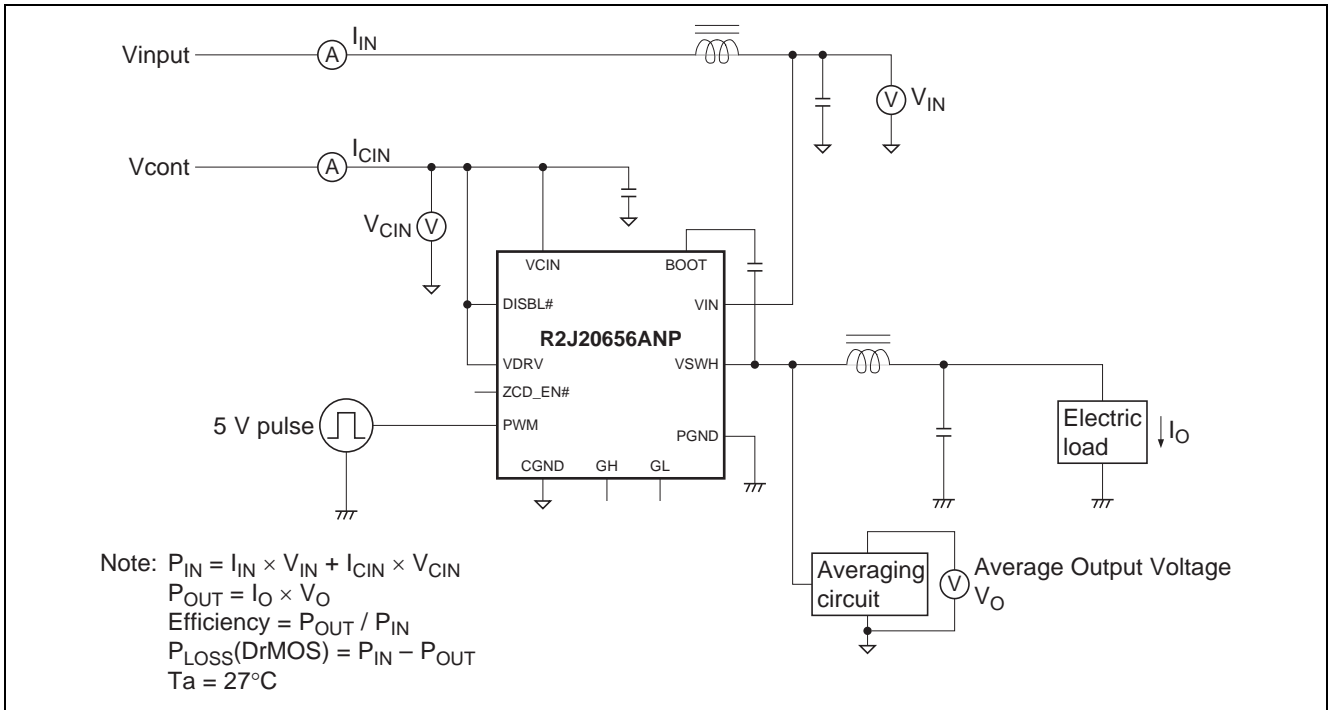 Vinput
A
I_IN
V
V_IN
Vcont
A
I_CIN
V_CIN
V
VCIN
BOOT
DISBL#
VIN
R2J20656ANP
VDRV
VSWH
ZCD_EN#
5 V pulse
PWM
PGND
CGND
GH
GL
Electric
load
I_O
Averaging
circuit
V
Average Output Voltage
V_O
Note: P_IN = I_IN × V_IN + I_CIN × V_CIN
P_OUT = I_O × V_O
Efficiency = P_OUT / P_IN
P_LOSS(DrMOS) = P_IN – P_OUT
Ta = 27°C